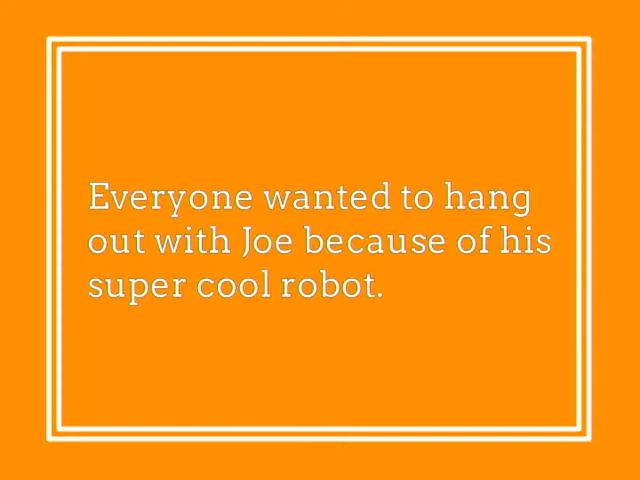 Everyone wanted to hang
out with Joe because of his
super cool robot.